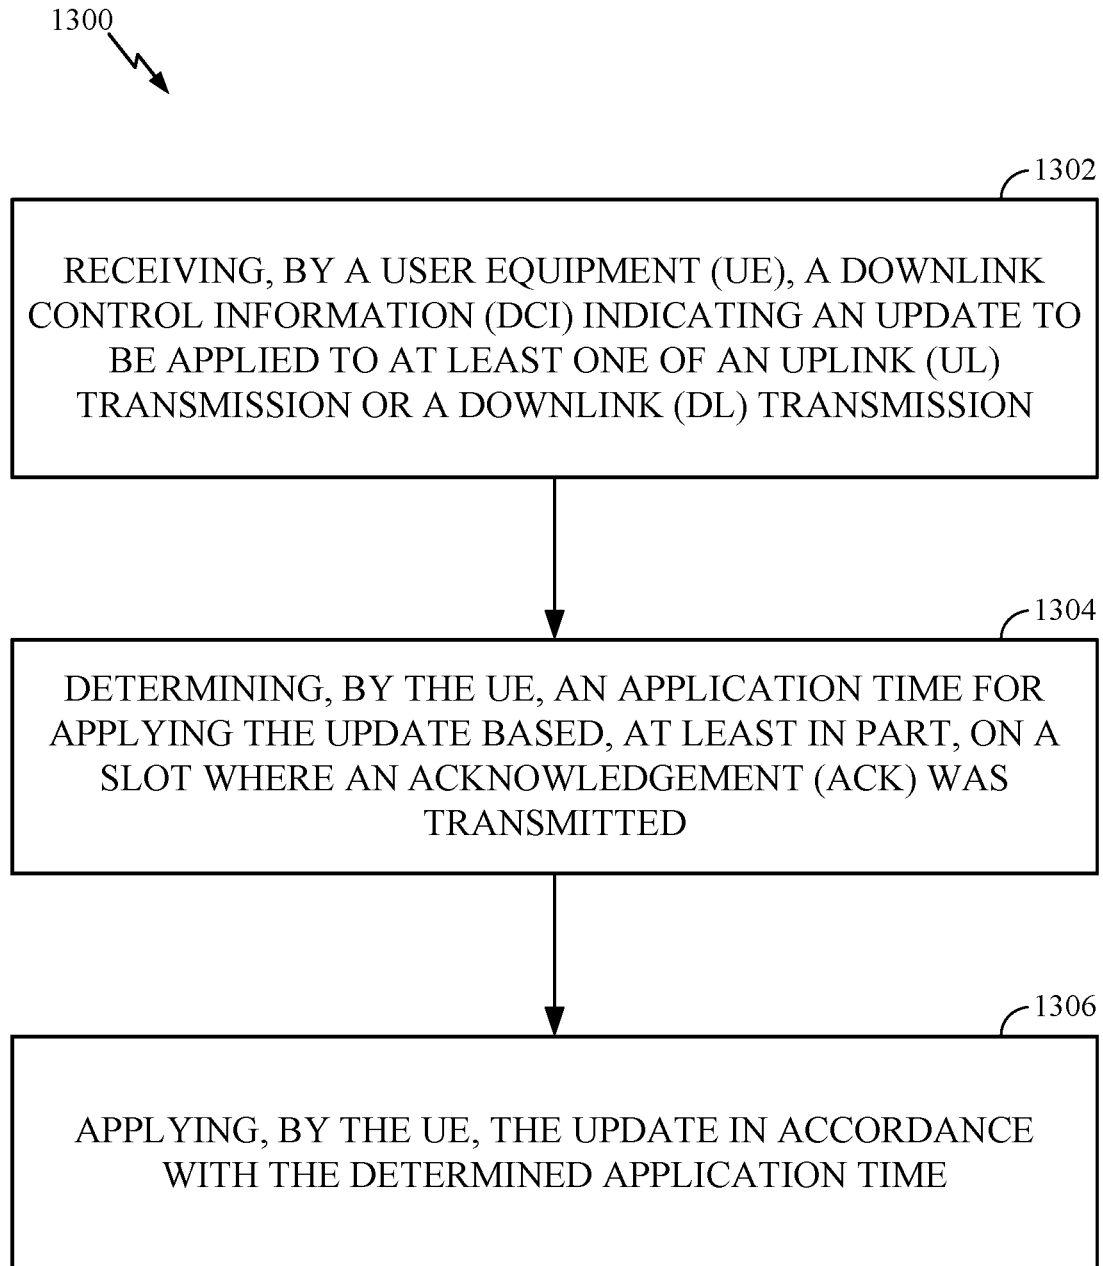 1300
1302
RECEIVING, BY A USER EQUIPMENT (UE), A DOWNLINK
CONTROL INFORMATION (DCI) INDICATING AN UPDATE TO
BE APPLIED TO AT LEAST ONE OF AN UPLINK (UL)
TRANSMISSION OR A DOWNLINK (DL) TRANSMISSION
1304
DETERMINING, BY THE UE, AN APPLICATION TIME FOR
APPLYING THE UPDATE BASED, AT LEAST IN PART, ON A
SLOT WHERE AN ACKNOWLEDGEMENT (ACK) WAS
TRANSMITTED
1306
APPLYING, BY THE UE, THE UPDATE IN ACCORDANCE
WITH THE DETERMINED APPLICATION TIME